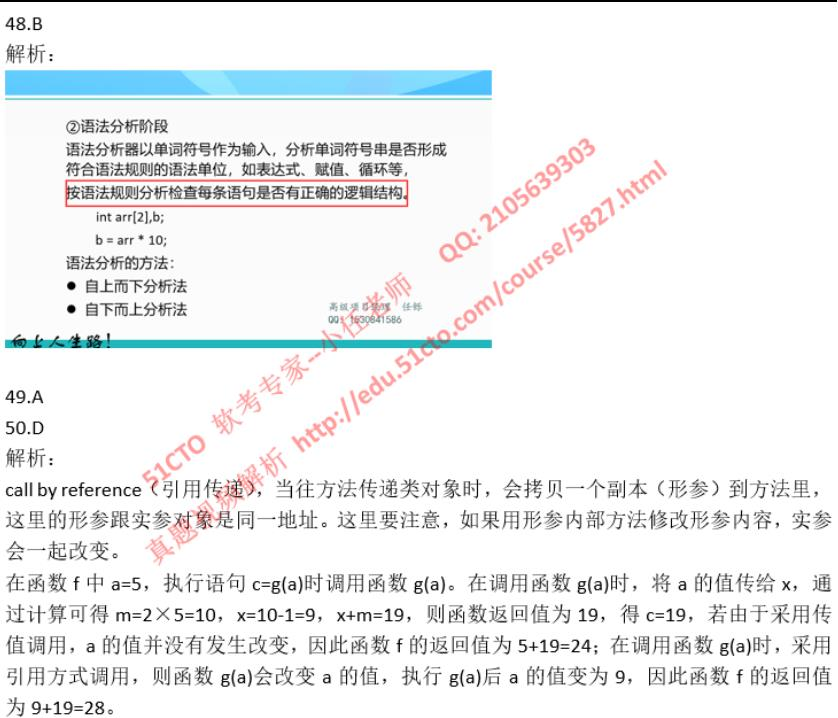 48.B
解析：
②语法分析阶段
语法分析器以单词符号作为输入，分析单词符号串是否形成
符合语法规则的语法单位，如表达式、赋值、循环等，
按语法规则分析检查每条语句是否有正确的逻辑结构。
int arr[2],b;
b = arr * 10;
语法分析的方法：
● 自上而下分析法
● 自下而上分析法
高级项目经理 任铄
QQ：1530841586
向上人生路！
49.A
50.D
解析：
call by reference（引用传递），当往方法传递类对象时，会拷贝一个副本（形参）到方法里，
这里的形参跟实参对象是同一地址。这里要注意，如果用形参内部方法修改形参内容，实参
会一起改变。
在函数 f 中 a=5，执行语句 c=g(a)时调用函数 g(a)。在调用函数 g(a)时，将 a 的值传给 x，通
过计算可得 m=2×5=10，x=10-1=9，x+m=19，则函数返回值为 19，得 c=19，若由于采用传
值调用，a 的值并没有发生改变，因此函数 f 的返回值为 5+19=24；在调用函数 g(a)时，采用
引用方式调用，则函数 g(a)会改变 a 的值，执行 g(a)后 a 的值变为 9，因此函数 f 的返回值
为 9+19=28。
51CTO 软考专家--小任老师 QQ: 2105639303
真题视频解析 http://edu.51cto.com/course/5827.html